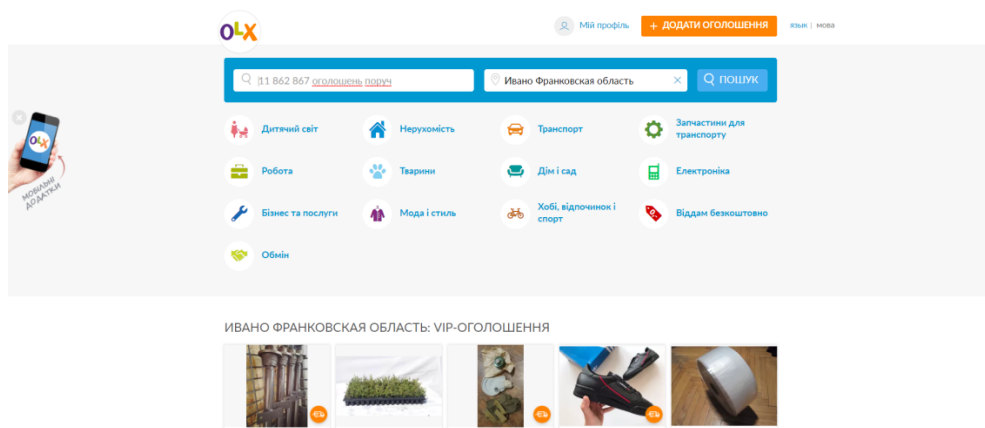 OLX
Мій профіль
+ ДОДАТИ ОГОЛОШЕННЯ
язык | мова
11 862 867 оголошень поруч
Ивано Франковская область
ПОШУК
Дитячий світ
Нерухомість
Транспорт
Запчастини для
транспорту
OLX
МОБІЛЬНІ
ДОДАТКИ
Робота
Тварини
Дім і сад
Електроніка
Бізнес та послуги
Мода і стиль
Хобі, відпочинок і
спорт
Віддам безкоштовно
Обмін
ИВАНО ФРАНКОВСКАЯ ОБЛАСТЬ: VIP-ОГОЛОШЕННЯ